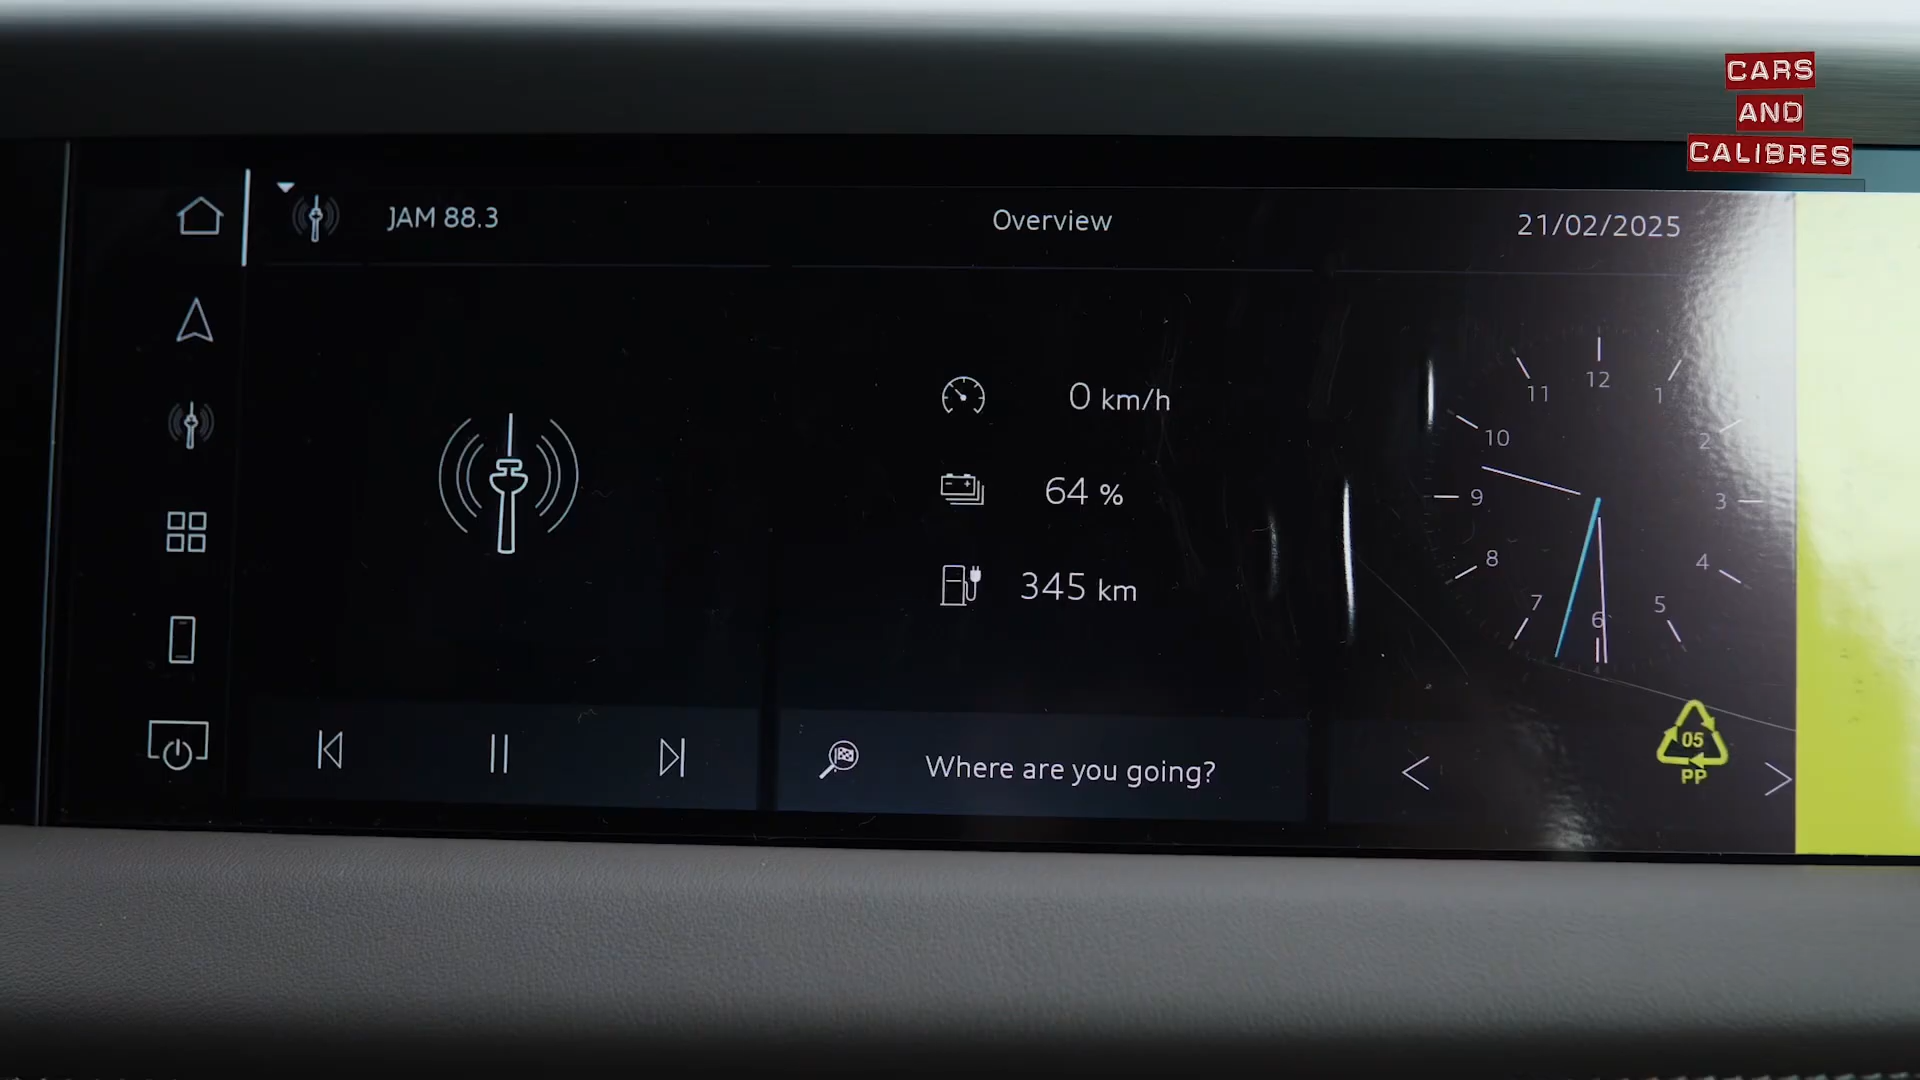 CARS
AND
CALIBRES
JAM 88.3
Overview
21/02/2025
0 km/h
64 %
345 km
12
1
2
3
4
5
6
7
8
9
10
11
Where are you going?
05
PP